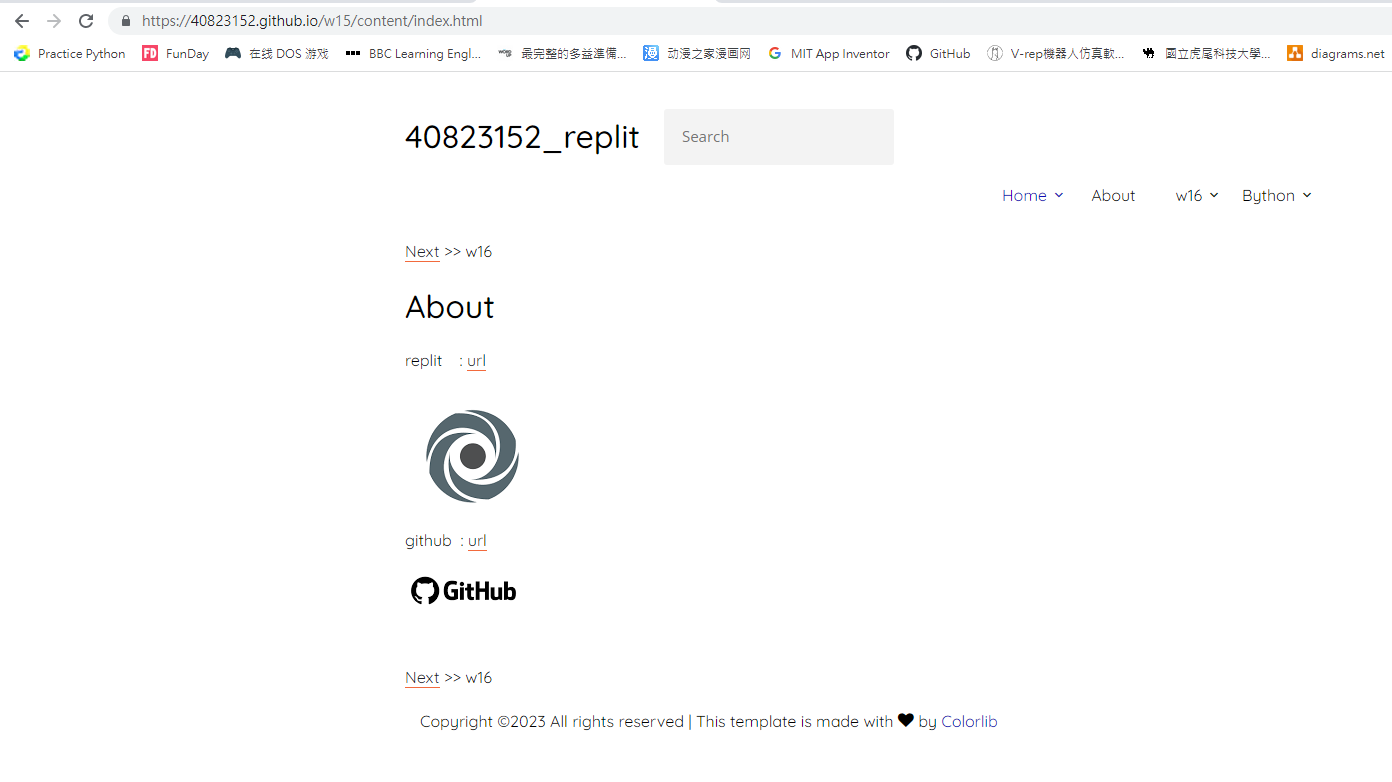 https://40823152.github.io/w15/content/index.html
Practice Python FunDay 在线 DOS 游戏 BBC Learning Engl... 最完整的多益準備... 动漫之家漫画网 MIT App Inventor GitHub V-rep機器人仿真軟... 國立虎尾科技大學... diagrams.net
40823152_replit Search
Home About w16 Bython
Next >> w16
About
replit : url
github : url
GitHub
Next >> w16
Copyright ©2023 All rights reserved | This template is made with ♥ by Colorlib